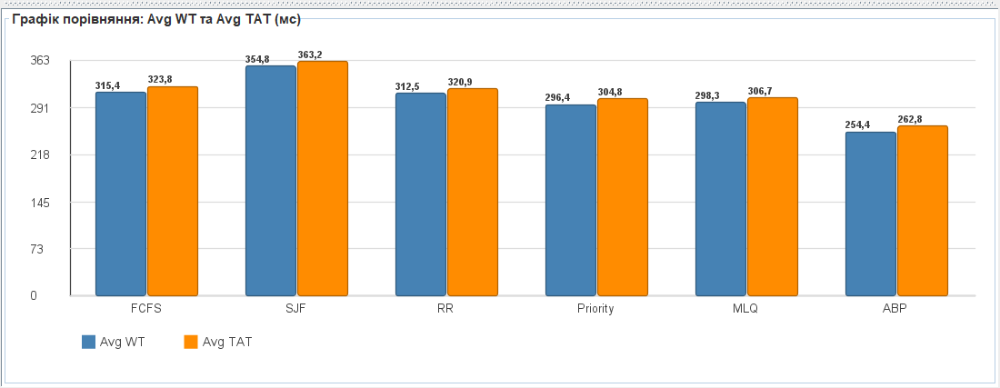 Графік порівняння: Avg WT та Avg TAT (мс)
363
291
218
145
73
0
315,4
323,8
354,8
363,2
312,5
320,9
296,4
304,8
298,3
306,7
254,4
262,8
FCFS
SJF
RR
Priority
MLQ
ABP
Avg WT
Avg TAT